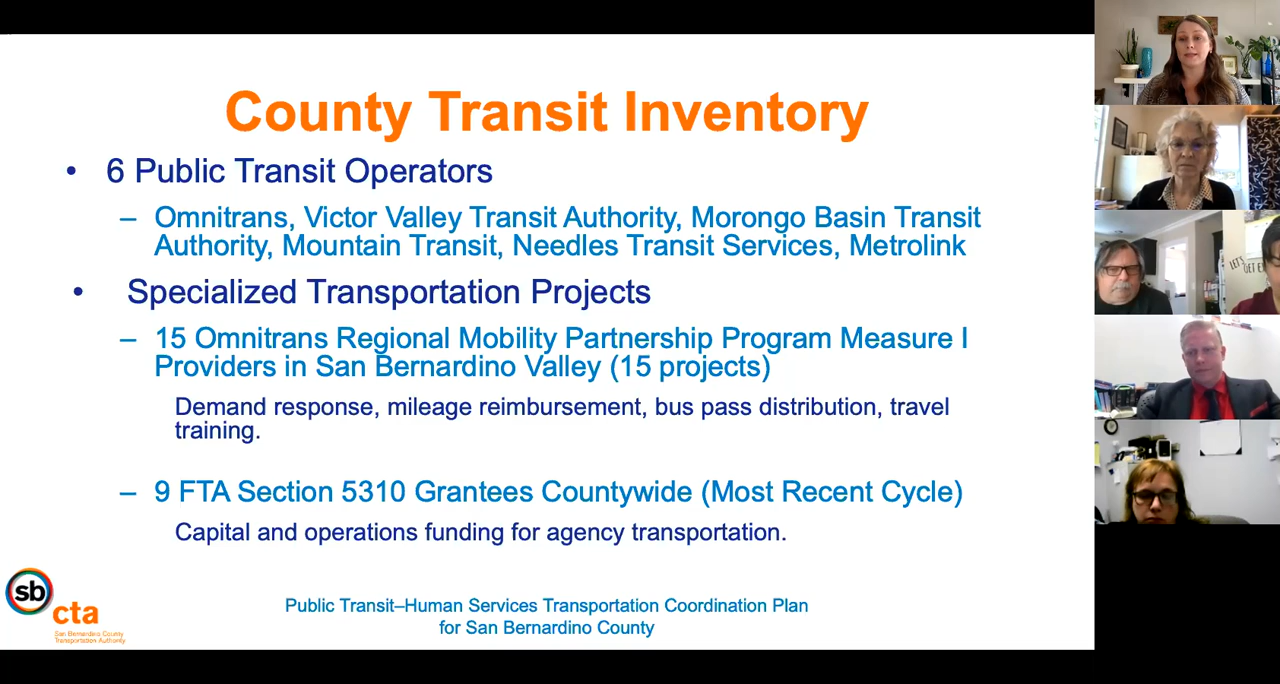 County Transit Inventory
• 6 Public Transit Operators
– Omnitrans, Victor Valley Transit Authority, Morongo Basin Transit
Authority, Mountain Transit, Needles Transit Services, Metrolink
• Specialized Transportation Projects
– 15 Omnitrans Regional Mobility Partnership Program Measure I
Providers in San Bernardino Valley (15 projects)
Demand response, mileage reimbursement, bus pass distribution, travel
training.
– 9 FTA Section 5310 Grantees Countywide (Most Recent Cycle)
Capital and operations funding for agency transportation.
sb
cta
San Bernardino County
Transportation Authority
Public Transit–Human Services Transportation Coordination Plan
for San Bernardino County
LET'S